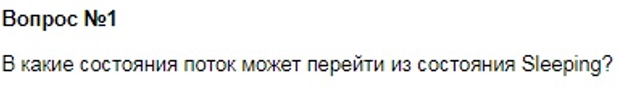 Вопрос №1
В какие состояния поток может перейти из состояния Sleeping?